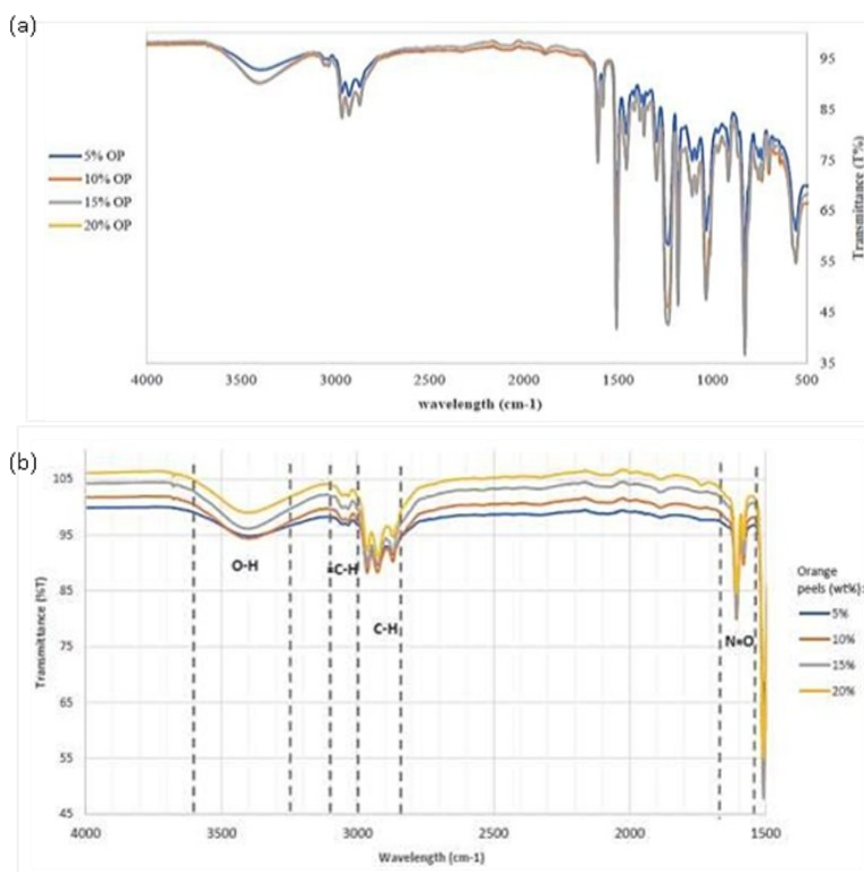 (a)
95
85
75
65
55
45
35
Transmittance (T%)
5% OP
10% OP
15% OP
20% OP
4000 3500 3000 2500 2000 1500 1000 500
wavelength (cm-1)
(b)
105
95
85
75
65
55
45
Transmittance (%T)
O-H
=C-H
C-H
N=O
Orange
peels (wt%):
5%
10%
15%
20%
4000 3500 3000 2500 2000 1500
Wavelength (cm-1)